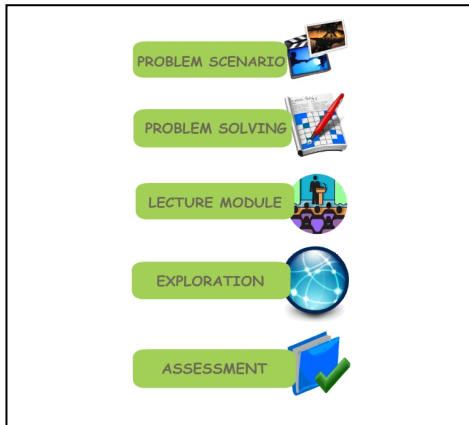 PROBLEM SCENARIO
PROBLEM SOLVING
LECTURE MODULE
EXPLORATION
ASSESSMENT